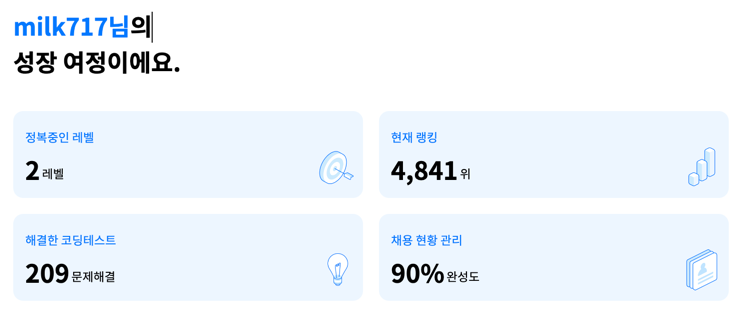 milk717님의
성장 여정이에요.
정복중인 레벨
2 레벨
현재 랭킹
4,841 위
해결한 코딩테스트
209 문제해결
채용 현황 관리
90% 완성도